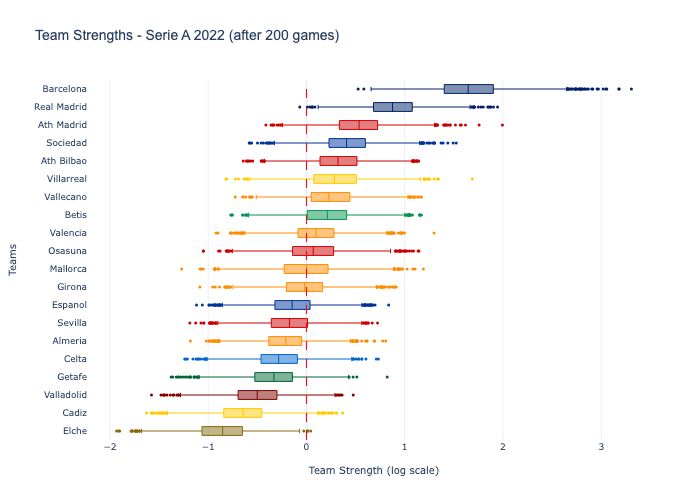 Team Strengths - Serie A 2022 (after 200 games)
Barcelona
Real Madrid
Ath Madrid
Sociedad
Ath Bilbao
Villarreal
Vallecano
Betis
Valencia
Osasuna
Mallorca
Girona
Espanol
Sevilla
Almeria
Celta
Getafe
Valladolid
Cadiz
Elche
Teams
−2 −1 0 1 2 3
Team Strength (log scale)